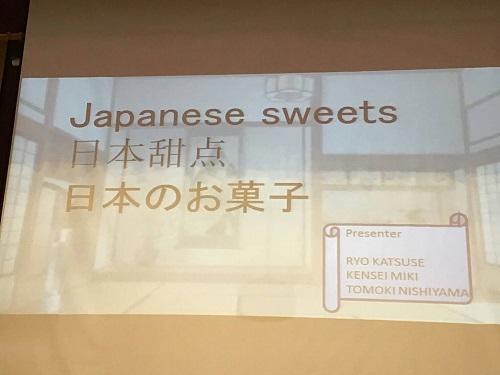 Japanese sweets
日本甜点
日本のお菓子
Presenter
RYO KATSUSE
KENSEI MIKI
TOMOKI NISHIYAMA